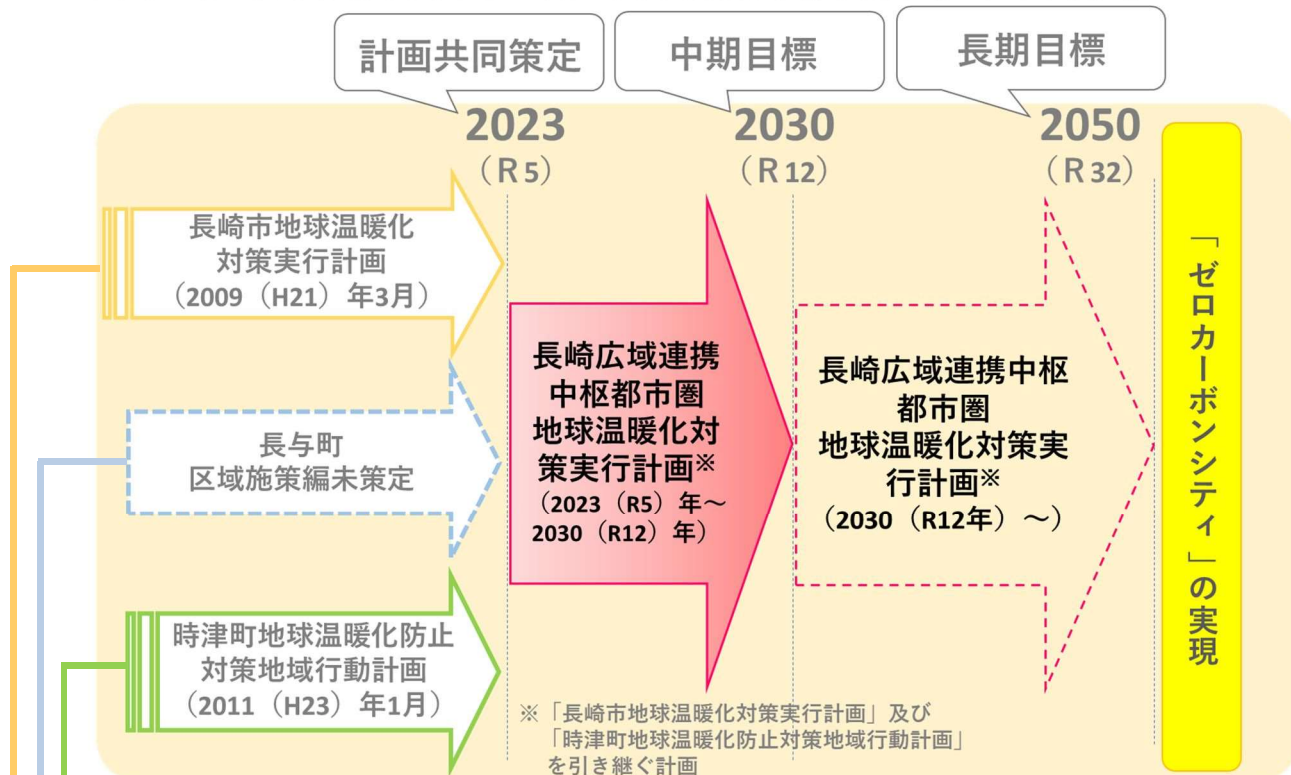 計画共同策定
中期目標
長期目標
2023
（R5）
2030
（R12）
2050
（R32）
長崎市地球温暖化
対策実行計画
（2009（H21）年3月）
長与町
区域施策編未策定
時津町地球温暖化防止
対策地域行動計画
（2011（H23）年1月）
長崎広域連携
中枢都市圏
地球温暖化対
策実行計画※
（2023（R5）年～
2030（R12）年）
長崎広域連携中枢
都市圏
地球温暖化対策実
行計画※
（2030（R12年）～）
「ゼロカーボンシティ」の実現
※「長崎市地球温暖化対策実行計画」及び
「時津町地球温暖化防止対策地域行動計画」
を引き継ぐ計画